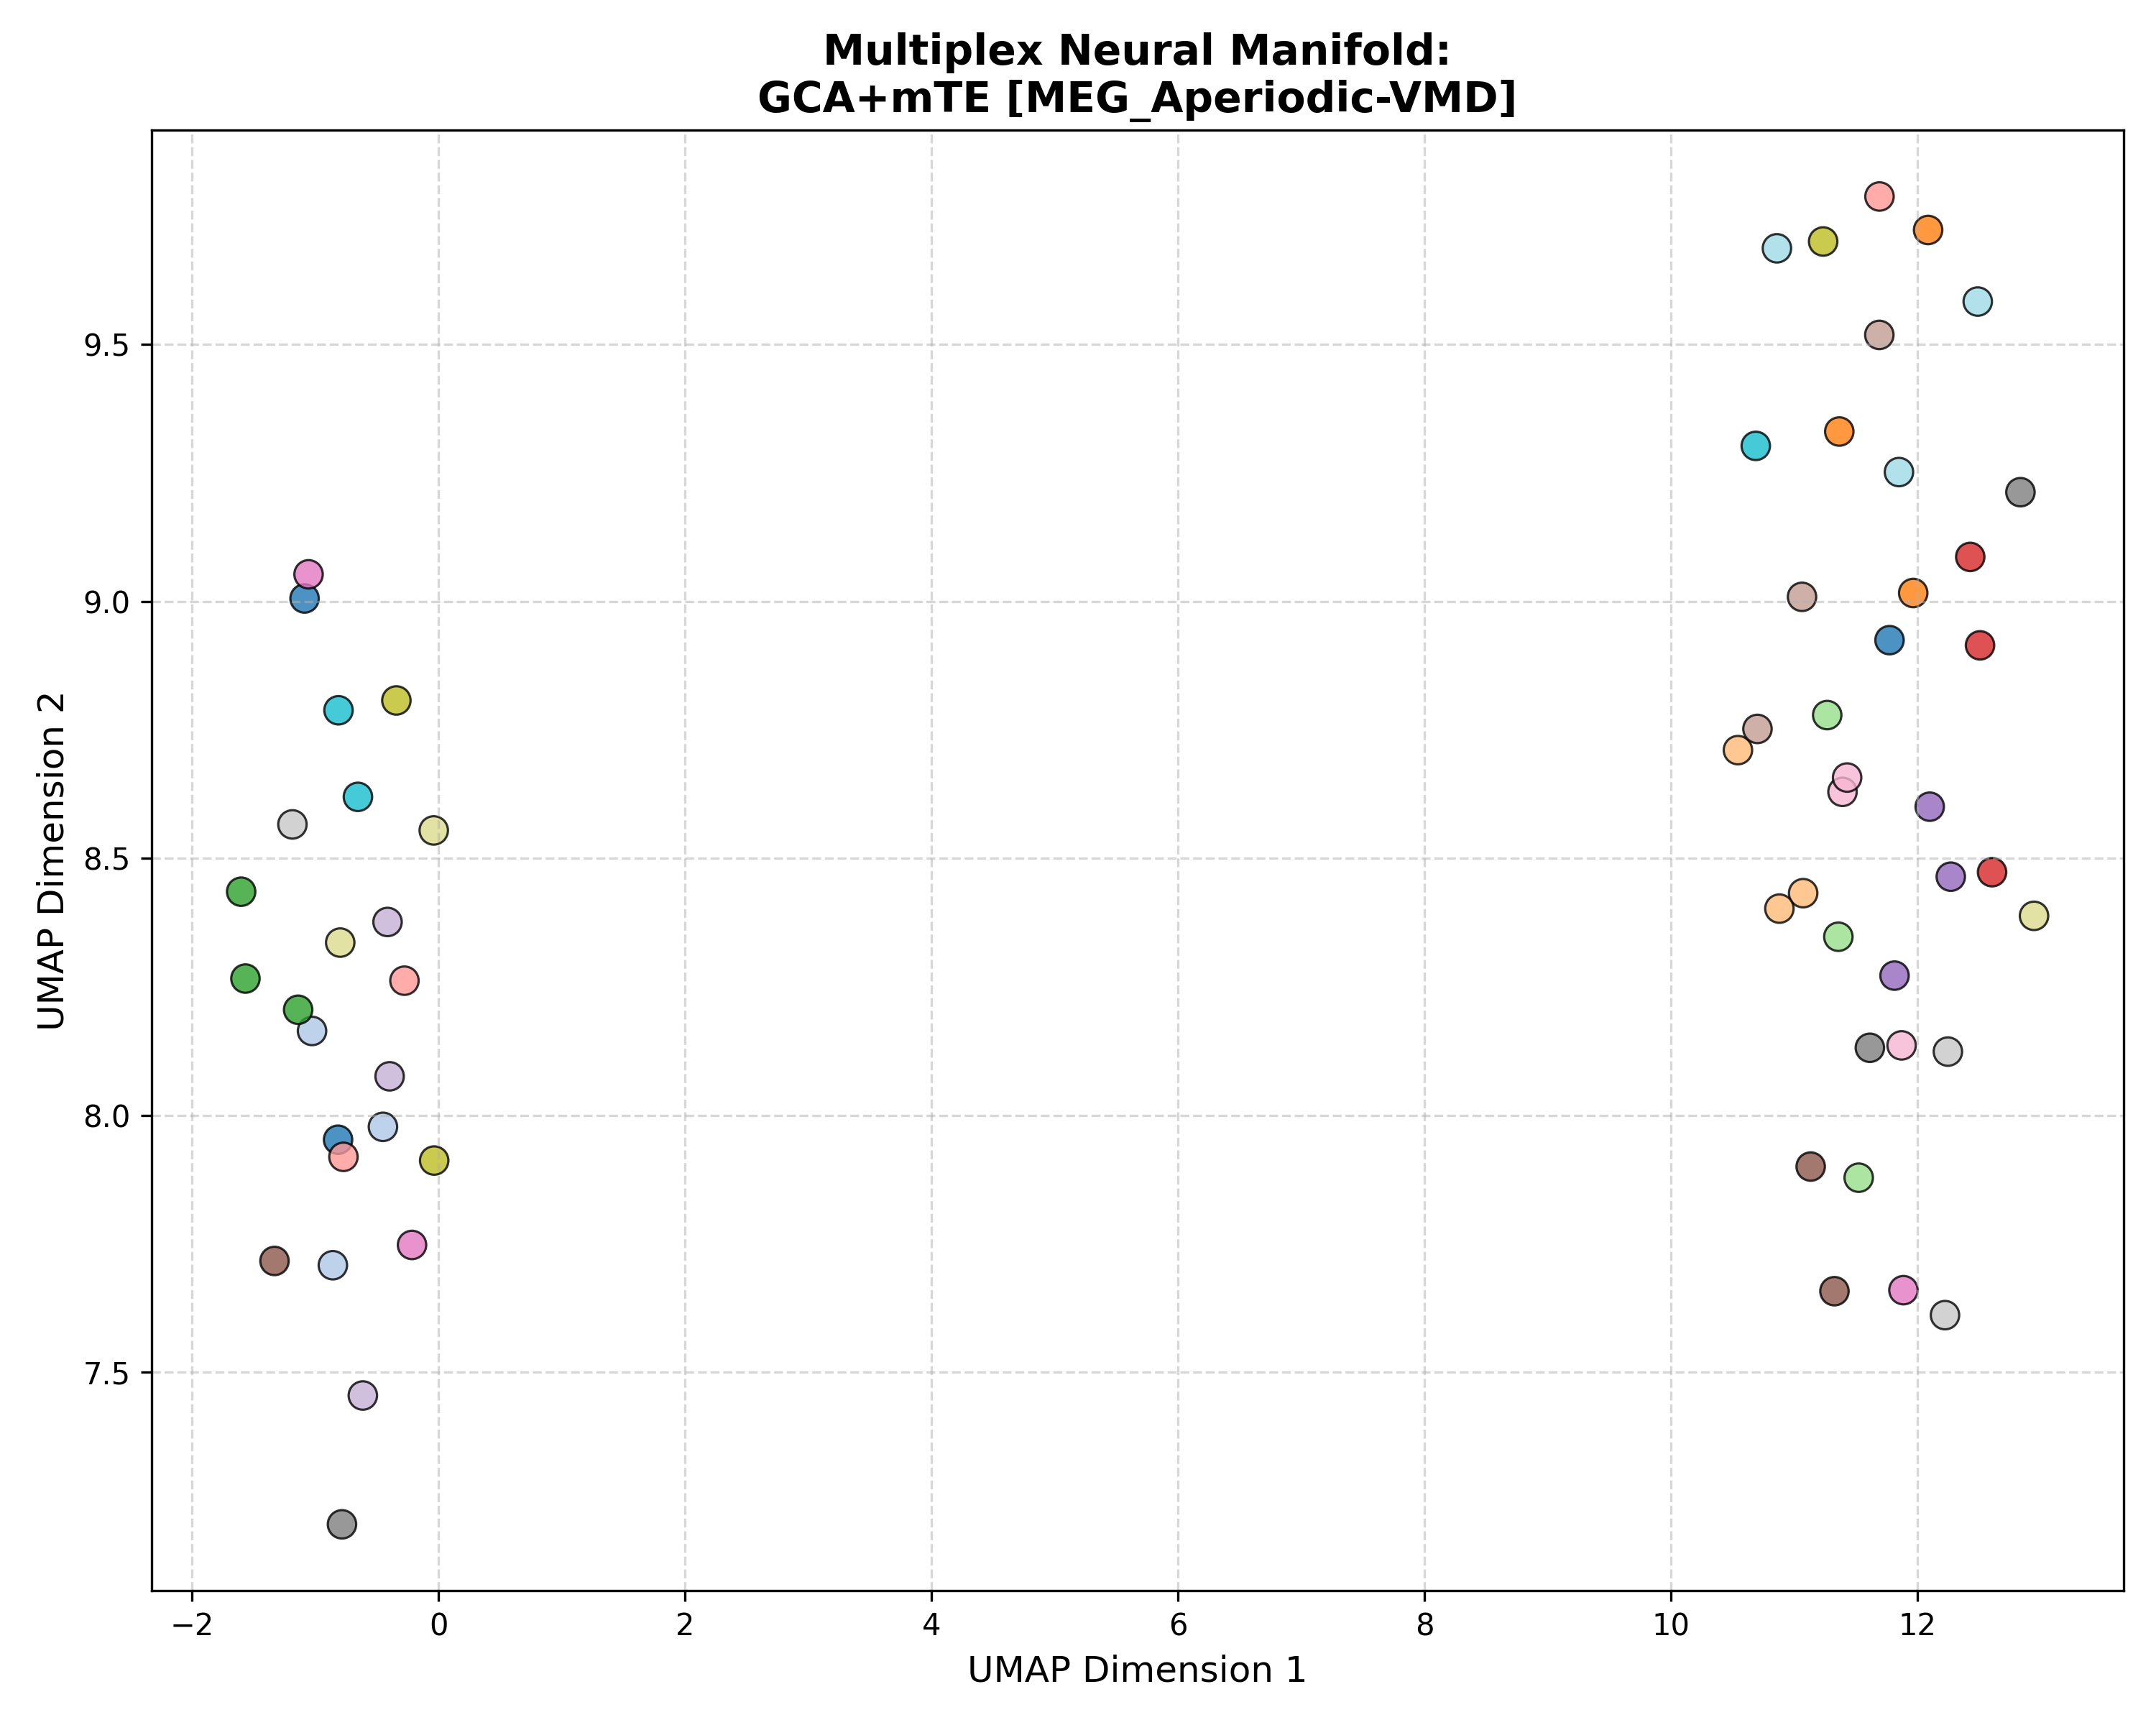 Multiplex Neural Manifold:
GCA+mTE [MEG_Aperiodic-VMD]
UMAP Dimension 2
9.5
9.0
8.5
8.0
7.5
−2 0 2 4 6 8 10 12
UMAP Dimension 1